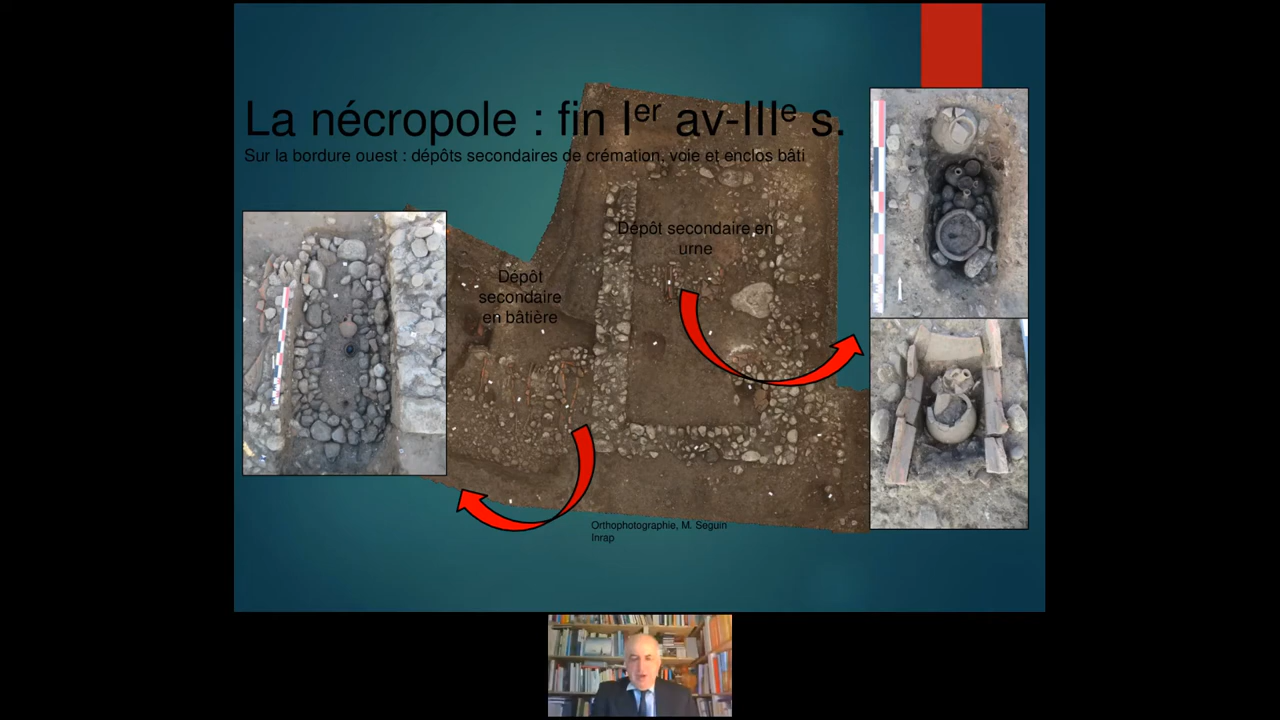 La nécropole : fin Ier av-IIIe s.
Sur la bordure ouest : dépôts secondaires de crémation, voie et enclos bâti
Dépôt secondaire en
urne
Dépôt
secondaire
en bâtière
Orthophotographie, M. Seguin
Inrap